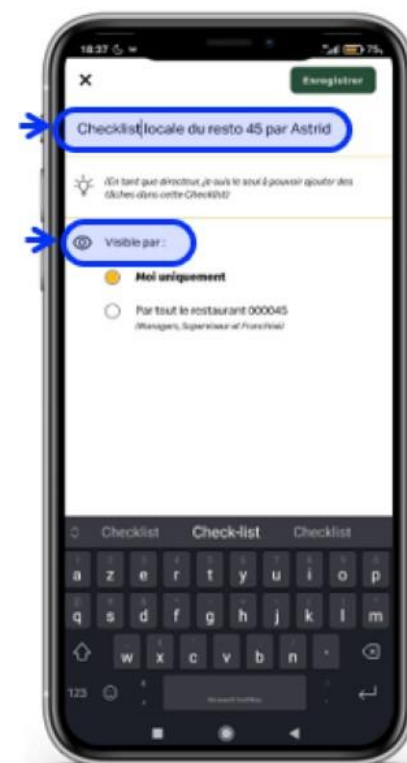 18:37
75
Enregistrer
Checklist locale du resto 45 par Astrid
(En tant que directeur, je suis le seul à pouvoir ajouter des
tâches dans cette Checklist)
Visible par :
Moi uniquement
Par tout le restaurant 000045
(Managers, Superviseur et Franchisé)
Checklist Check-list Checklist
a z e r t y u i o p
q s d f g h j k l m
w x c v b n
123